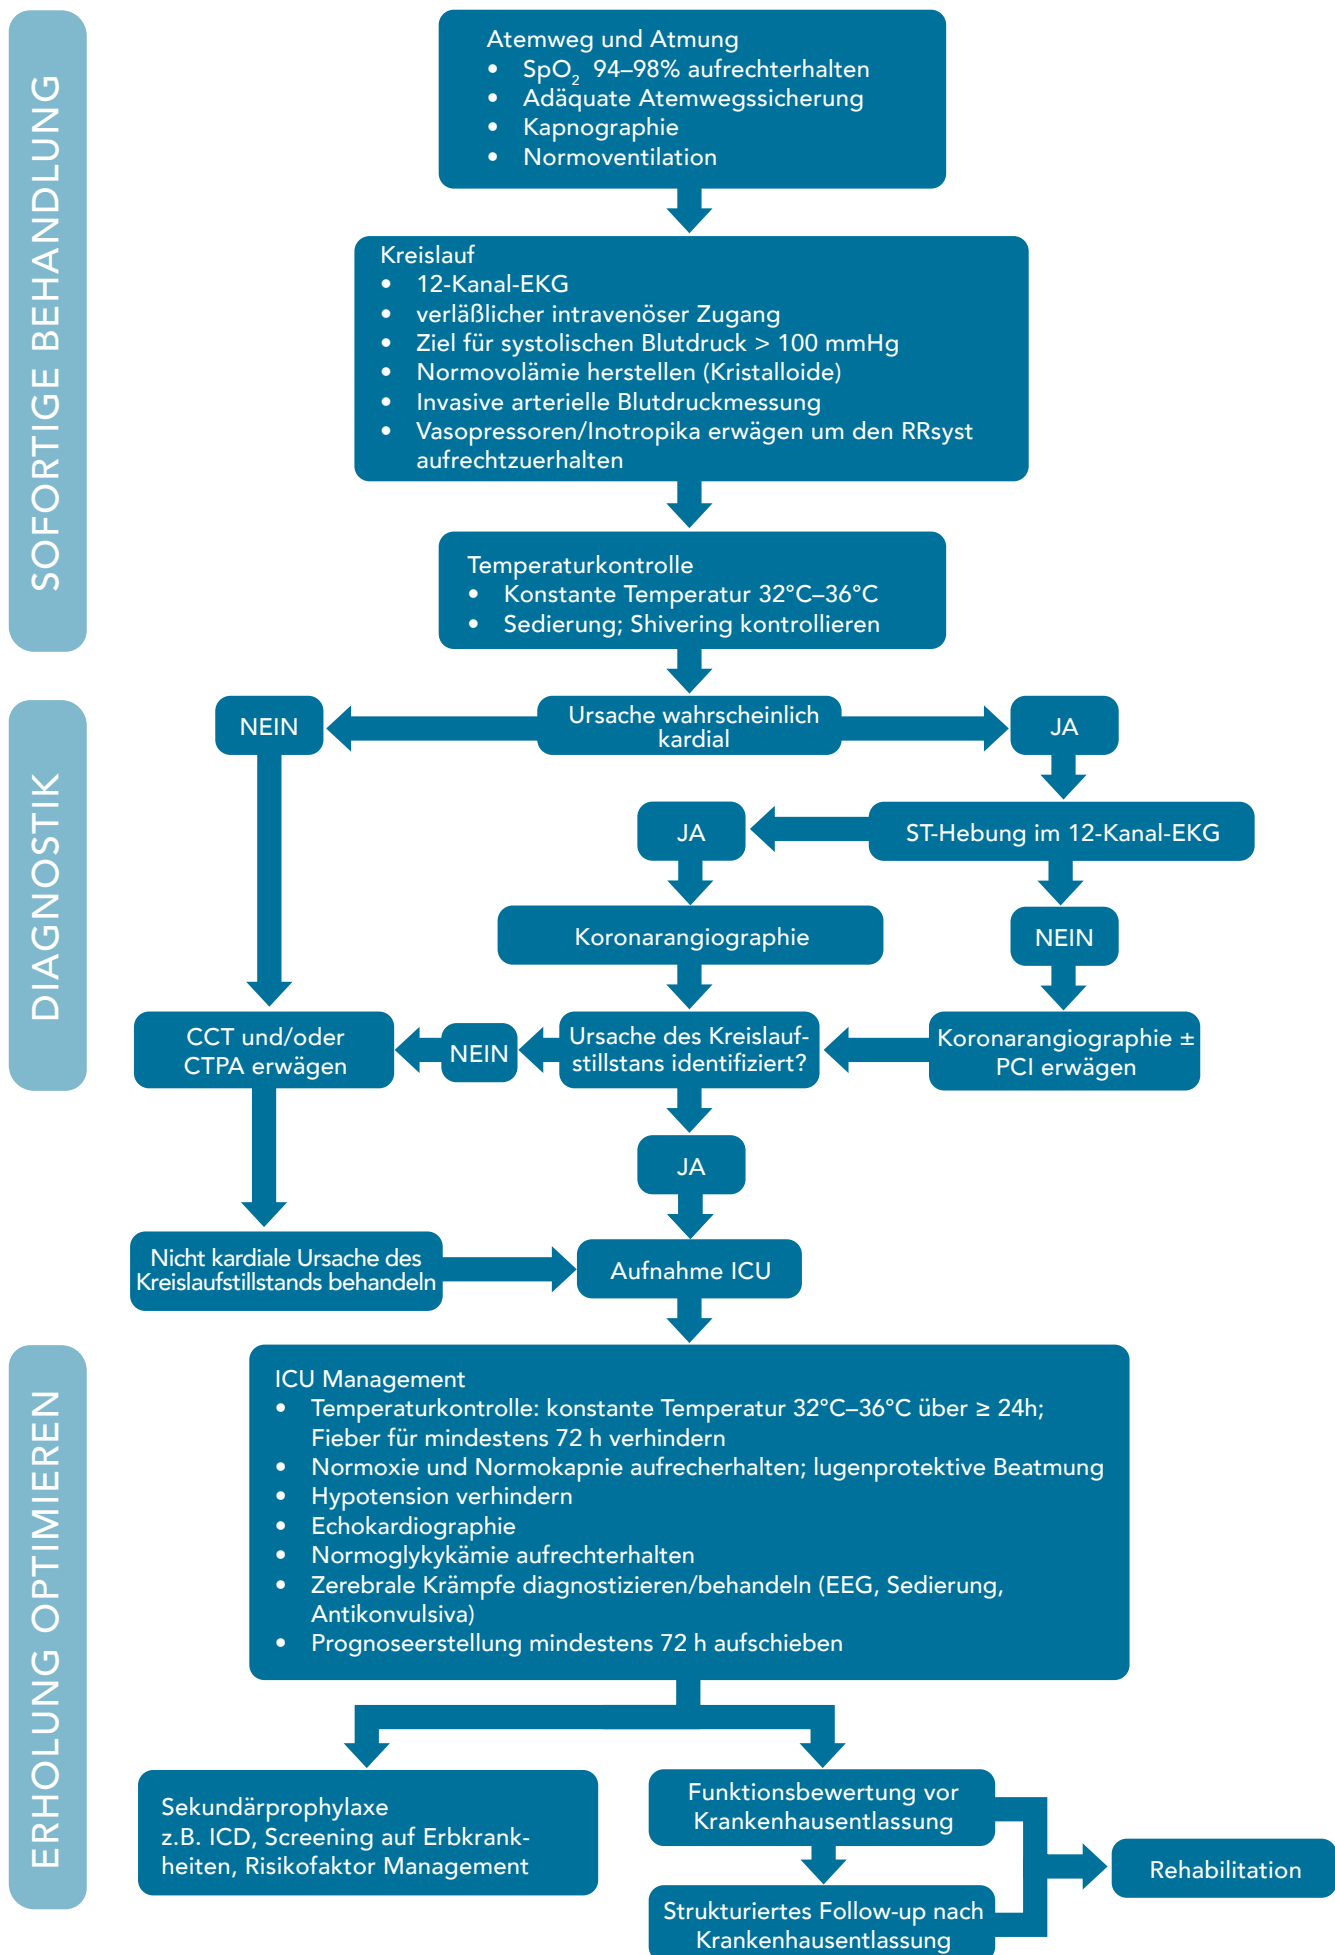 SOFORTIGE BEHANDLUNG
Atemweg und Atmung
• SpO₂ 94–98% aufrechterhalten
• Adäquate Atemwegssicherung
• Kapnographie
• Normoventilation
Kreislauf
• 12-Kanal-EKG
• verläßlicher intravenöser Zugang
• Ziel für systolischen Blutdruck > 100 mmHg
• Normovolämie herstellen (Kristalloide)
• Invasive arterielle Blutdruckmessung
• Vasopressoren/Inotropika erwägen um den RRsyst
aufrechtzuerhalten
Temperaturkontrolle
• Konstante Temperatur 32°C–36°C
• Sedierung; Shivering kontrollieren
DIAGNOSTIK
NEIN
Ursache wahrscheinlich
kardial
JA
JA
ST-Hebung im 12-Kanal-EKG
Koronarangiographie
NEIN
CCT und/oder
CTPA erwägen
NEIN
Ursache des Kreislauf-
stillstans identifiziert?
Koronarangiographie ±
PCI erwägen
JA
Nicht kardiale Ursache des
Kreislaufstillstands behandeln
Aufnahme ICU
ERHOLUNG OPTIMIEREN
ICU Management
• Temperaturkontrolle: konstante Temperatur 32°C–36°C über ≥ 24h;
Fieber für mindestens 72 h verhindern
• Normoxie und Normokapnie aufrecherhalten; lugenprotektive Beatmung
• Hypotension verhindern
• Echokardiographie
• Normoglykykämie aufrechterhalten
• Zerebrale Krämpfe diagnostizieren/behandeln (EEG, Sedierung,
Antikonvulsiva)
• Prognoseerstellung mindestens 72 h aufschieben
Sekundärprophylaxe
z.B. ICD, Screening auf Erbkrank-
heiten, Risikofaktor Management
Funktionsbewertung vor
Krankenhausentlassung
Rehabilitation
Strukturiertes Follow-up nach
Krankenhausentlassung